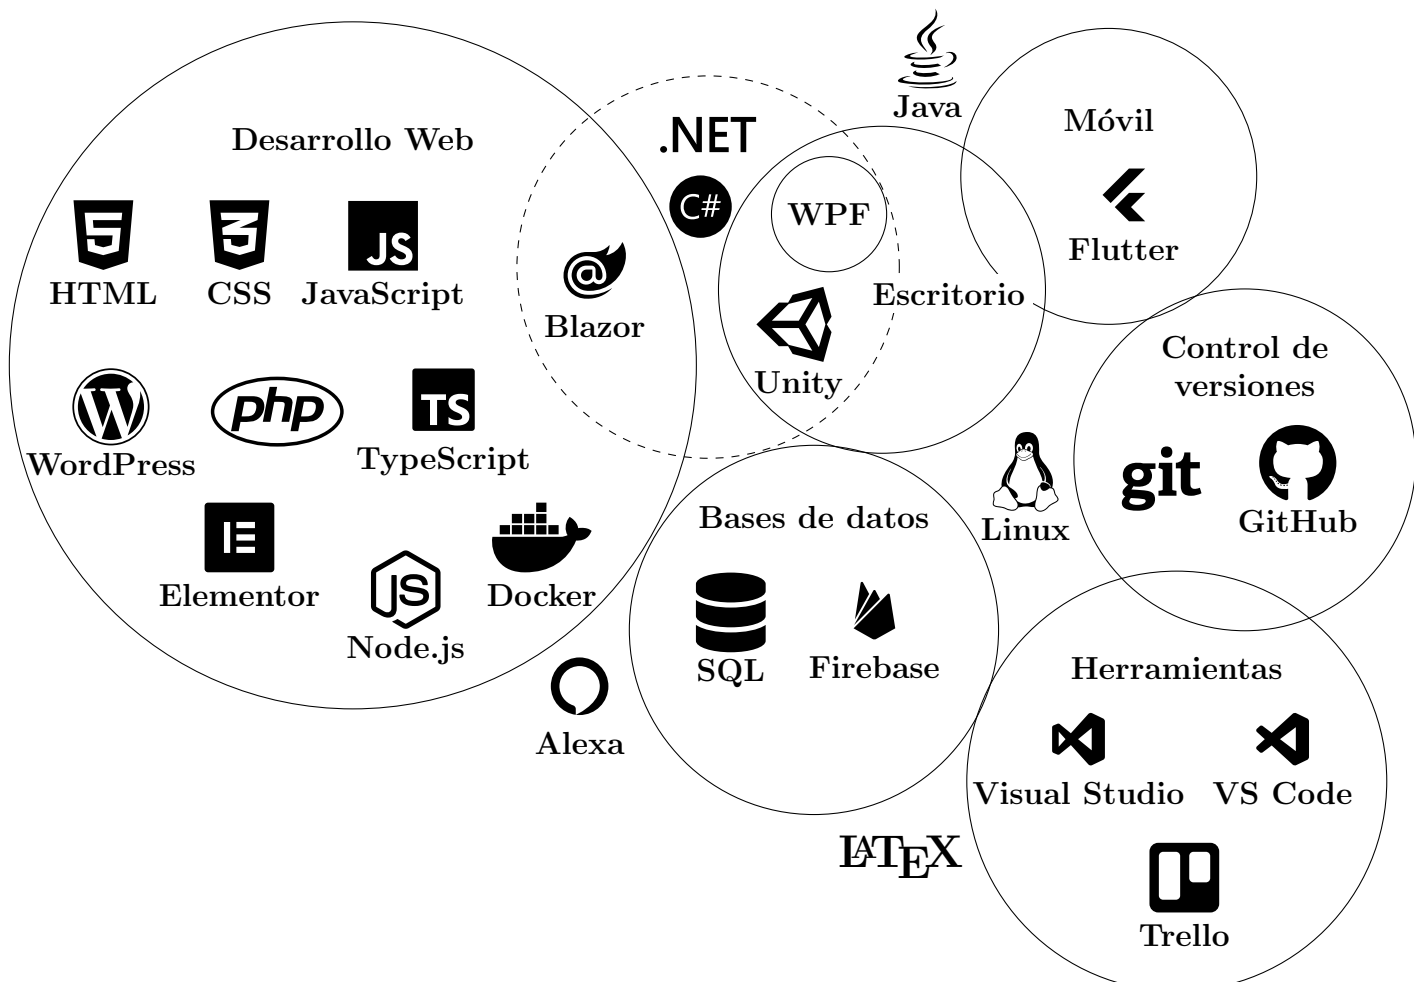 Java
Móvil
Desarrollo Web
.NET
C#
WPF
Flutter
HTML
CSS
JS
JavaScript
Blazor
Escritorio
Unity
Control de
versiones
WordPress
php
TS
TypeScript
git
GitHub
Linux
Bases de datos
Elementor
JS
Node.js
Docker
SQL
Firebase
Herramientas
Alexa
Visual Studio
VS Code
LATEX
Trello